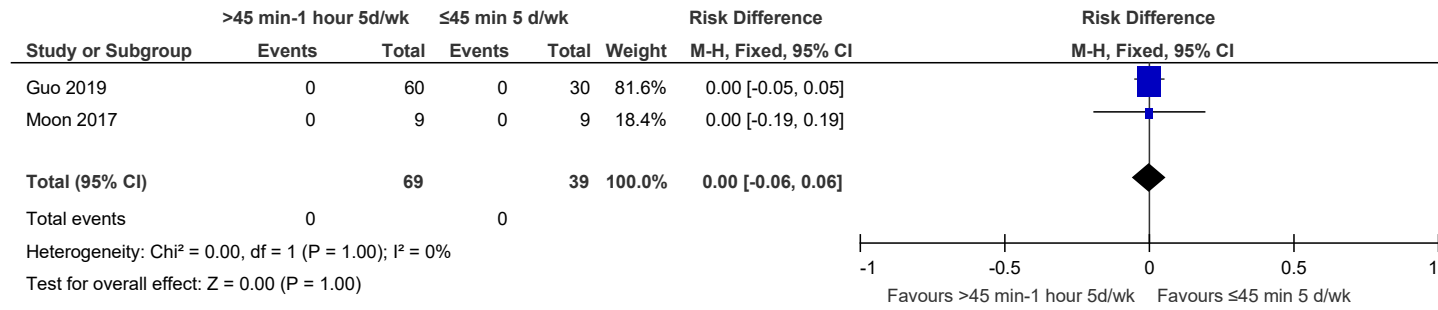 >45 min-1 hour 5d/wk ≤45 min 5 d/wk Risk Difference Risk Difference
Study or Subgroup Events Total Events Total Weight M-H, Fixed, 95% CI M-H, Fixed, 95% CI
Guo 2019 0 60 0 30 81.6% 0.00 [-0.05, 0.05]
Moon 2017 0 9 0 9 18.4% 0.00 [-0.19, 0.19]
Total (95% CI) 69 39 100.0% 0.00 [-0.06, 0.06]
Total events 0 0
Heterogeneity: Chi² = 0.00, df = 1 (P = 1.00); I² = 0%
Test for overall effect: Z = 0.00 (P = 1.00)
-1 -0.5 0 0.5 1
Favours >45 min-1 hour 5d/wk Favours ≤45 min 5 d/wk